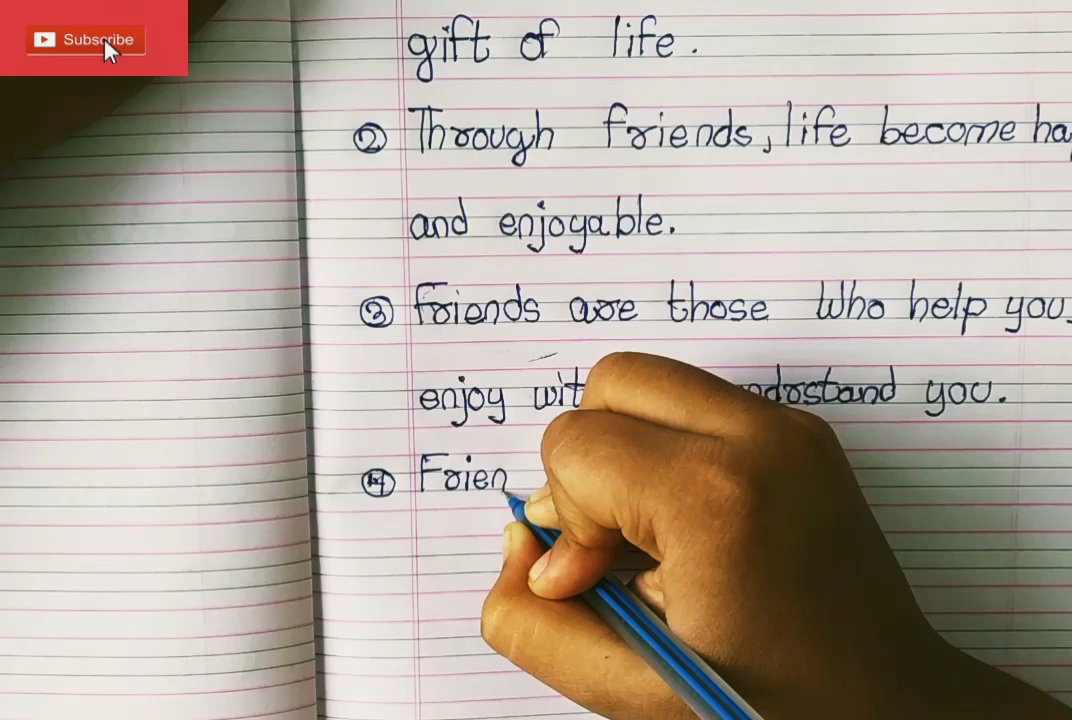 Subscribe
gift of life.
② Through friends, life become ha
and enjoyable.
③ Friends are those who help you,
enjoy wit you.
④ Frien